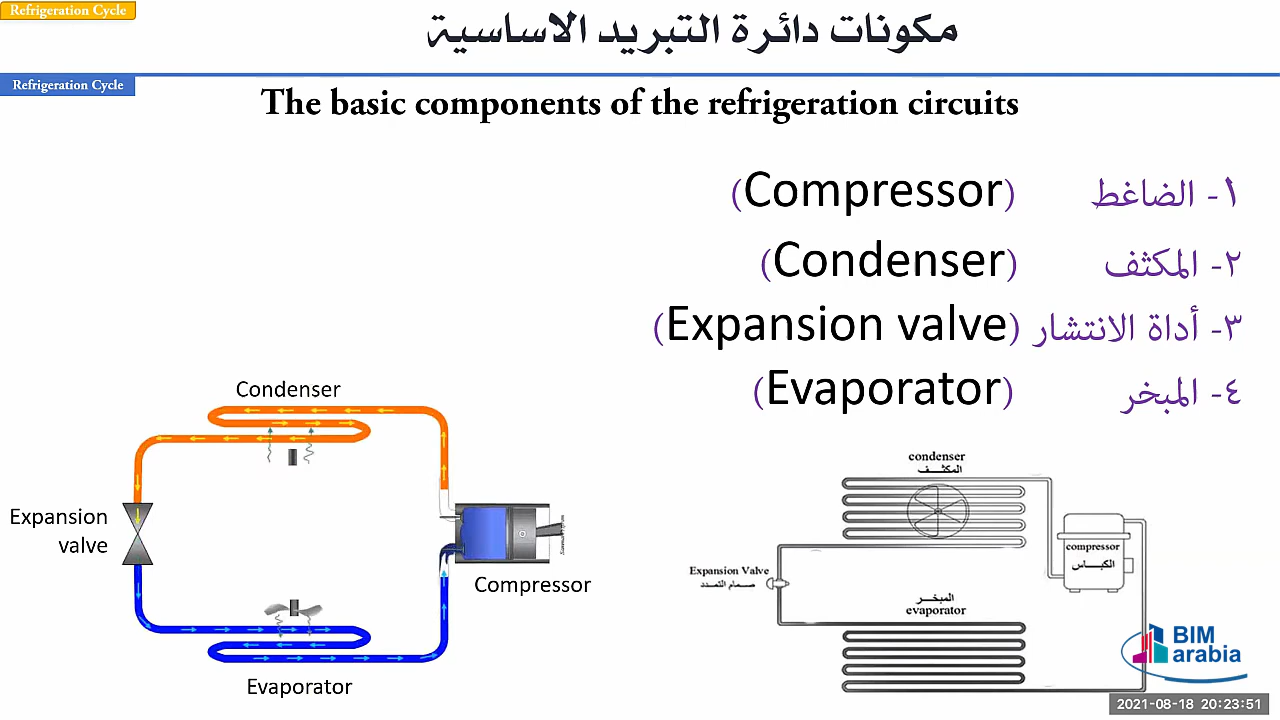 Refrigeration Cycle
مكونات دائرة التبريد الاساسية
Refrigeration Cycle
The basic components of the refrigeration circuits
١- الضاغط (Compressor)
٢- المكثف (Condenser)
٣- أداة الانتشار (Expansion valve)
٤- المبخر (Evaporator)
Condenser
Expansion
valve
Compressor
Evaporator
condenser
المكثف
compressor
الكباس
Expansion Valve
صمام التمدد
المبخر
evaporator
BIM
arabia
2021-08-18 20:23:51